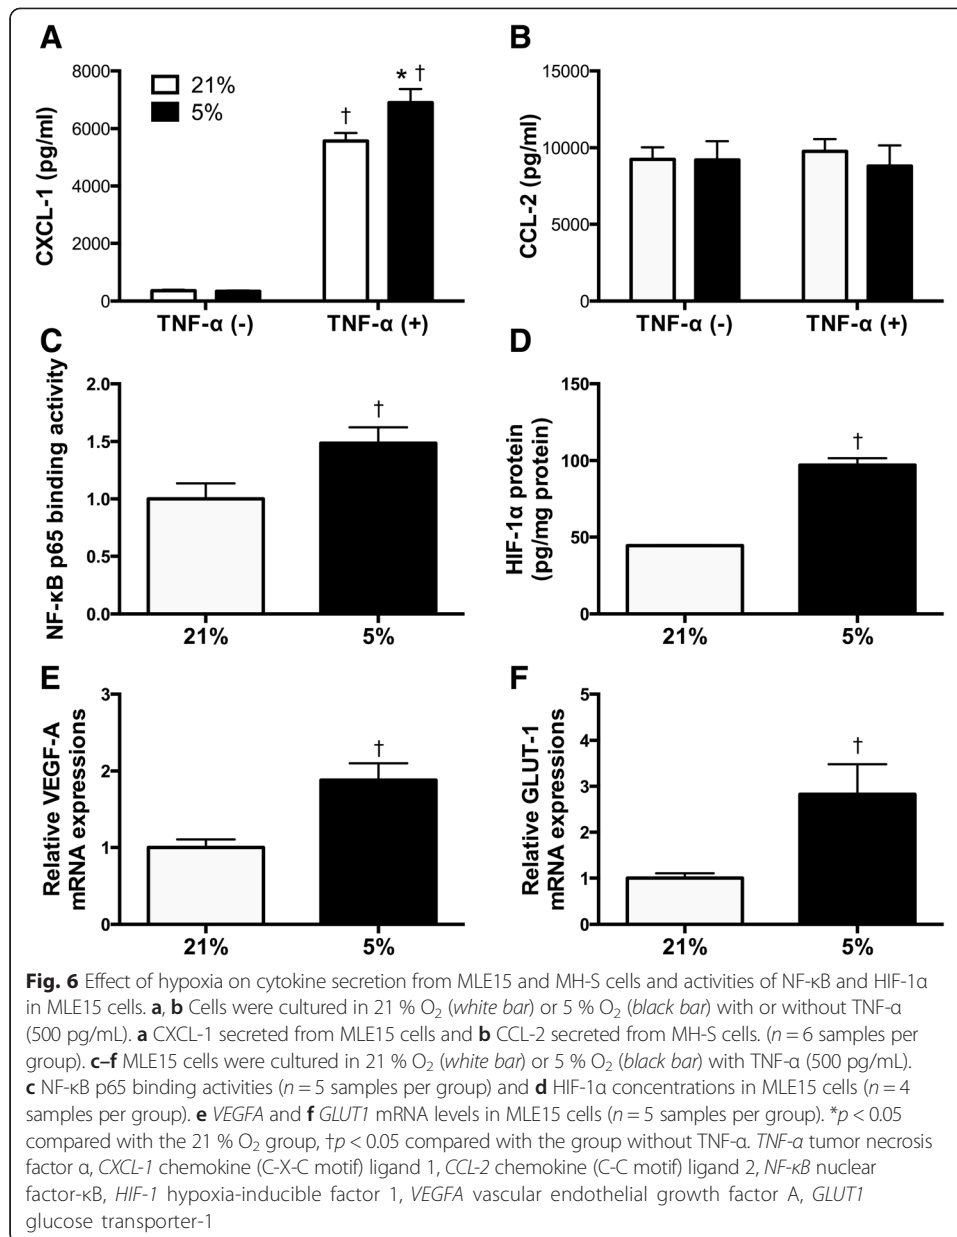 A
B
CXCL-1 (pg/ml)
8000
6000
4000
2000
0
21%
5%
†
* †
TNF-α (-)
TNF-α (+)
CCL-2 (pg/ml)
15000
10000
5000
0
TNF-α (-)
TNF-α (+)
C
D
NF-κB p65 binding activity
2.0
1.5
1.0
0.5
0.0
†
21%
5%
HIF-1α protein
(pg/mg protein)
150
100
50
0
†
21%
5%
E
F
Relative VEGF-A
mRNA expressions
3
2
1
0
†
21%
5%
Relative GLUT-1
mRNA expressions
5
4
3
2
1
0
†
21%
5%
Fig. 6 Effect of hypoxia on cytokine secretion from MLE15 and MH-S cells and activities of NF-κB and HIF-1α
in MLE15 cells. a, b Cells were cultured in 21 % O₂ (white bar) or 5 % O₂ (black bar) with or without TNF-α
(500 pg/mL). a CXCL-1 secreted from MLE15 cells and b CCL-2 secreted from MH-S cells. (n = 6 samples per
group). c–f MLE15 cells were cultured in 21 % O₂ (white bar) or 5 % O₂ (black bar) with TNF-α (500 pg/mL).
c NF-κB p65 binding activities (n = 5 samples per group) and d HIF-1α concentrations in MLE15 cells (n = 4
samples per group). e VEGFA and f GLUT1 mRNA levels in MLE15 cells (n = 5 samples per group). *p < 0.05
compared with the 21 % O₂ group, †p < 0.05 compared with the group without TNF-α. TNF-α tumor necrosis
factor α, CXCL-1 chemokine (C-X-C motif) ligand 1, CCL-2 chemokine (C-C motif) ligand 2, NF-κB nuclear
factor-κB, HIF-1 hypoxia-inducible factor 1, VEGFA vascular endothelial growth factor A, GLUT1
glucose transporter-1